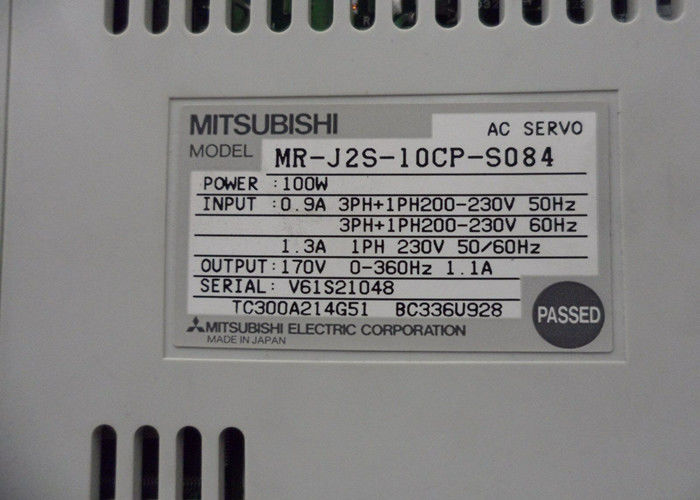 MITSUBISHI
AC SERVO
MODEL MR-J2S-10CP-S084
POWER :100W
INPUT :0.9A 3PH+1PH200-230V 50Hz
3PH+1PH200-230V 60Hz
1.3A 1PH 230V 50/60Hz
OUTPUT:170V 0-360Hz 1.1A
SERIAL: V61S21048
TC300A214G51 BC336U928
PASSED
MITSUBISHI ELECTRIC CORPORATION
MADE IN JAPAN